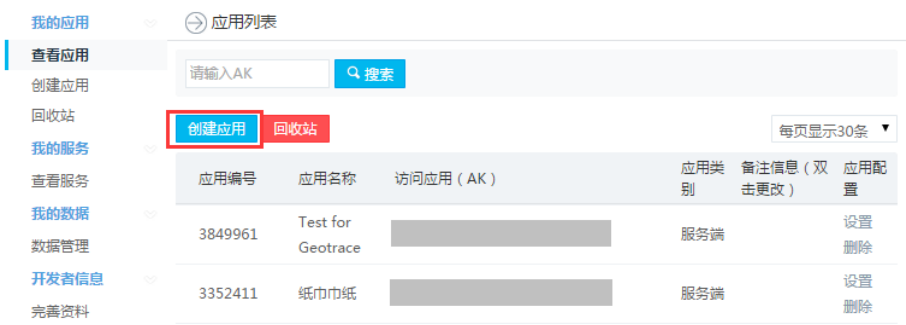 我的应用
查看应用
创建应用
回收站
我的服务
查看服务
我的数据
数据管理
开发者信息
完善资料
应用列表
请输入AK 搜索
创建应用 回收站 每页显示30条
应用编号 应用名称 访问应用（AK） 应用类别 备注信息（双击更改） 应用配置
3849961 Test for Geotrace 服务端 设置 删除
3352411 纸巾巾纸 服务端 设置 删除